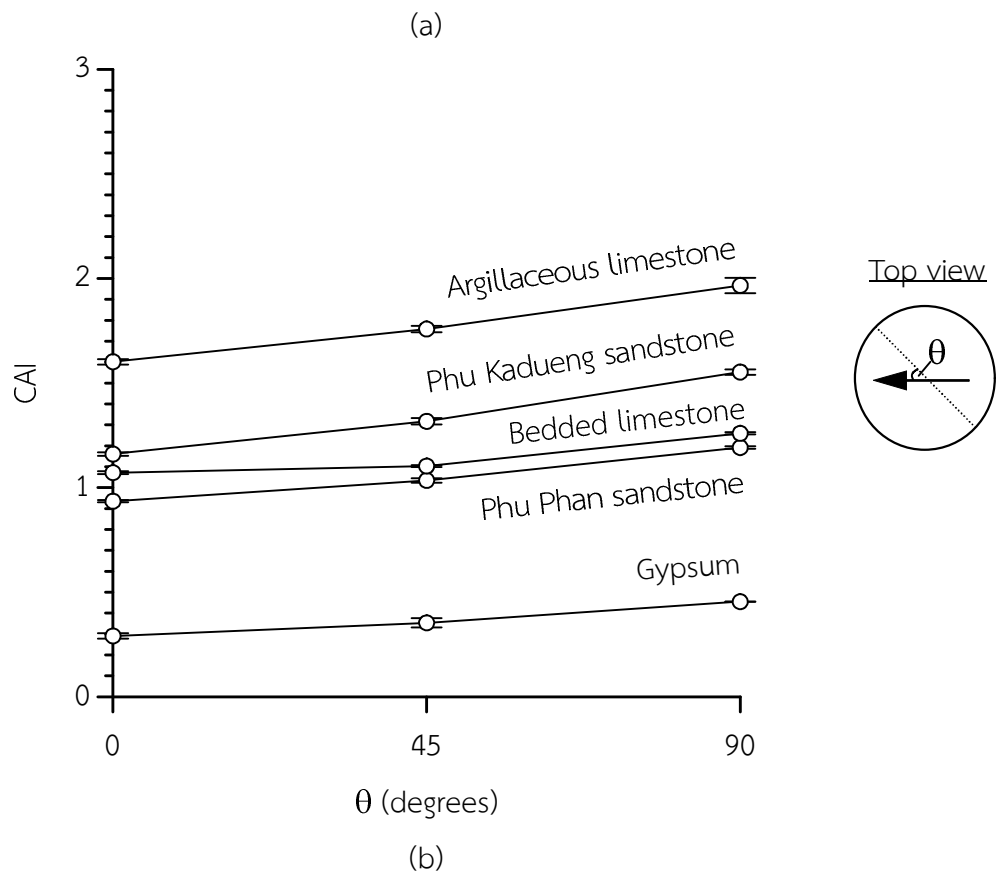 (a)
3
2
1
0
CAI
Argillaceous limestone
Phu Kadueng sandstone
Bedded limestone
Phu Phan sandstone
Gypsum
0 45 90
θ (degrees)
Top view
θ
(b)